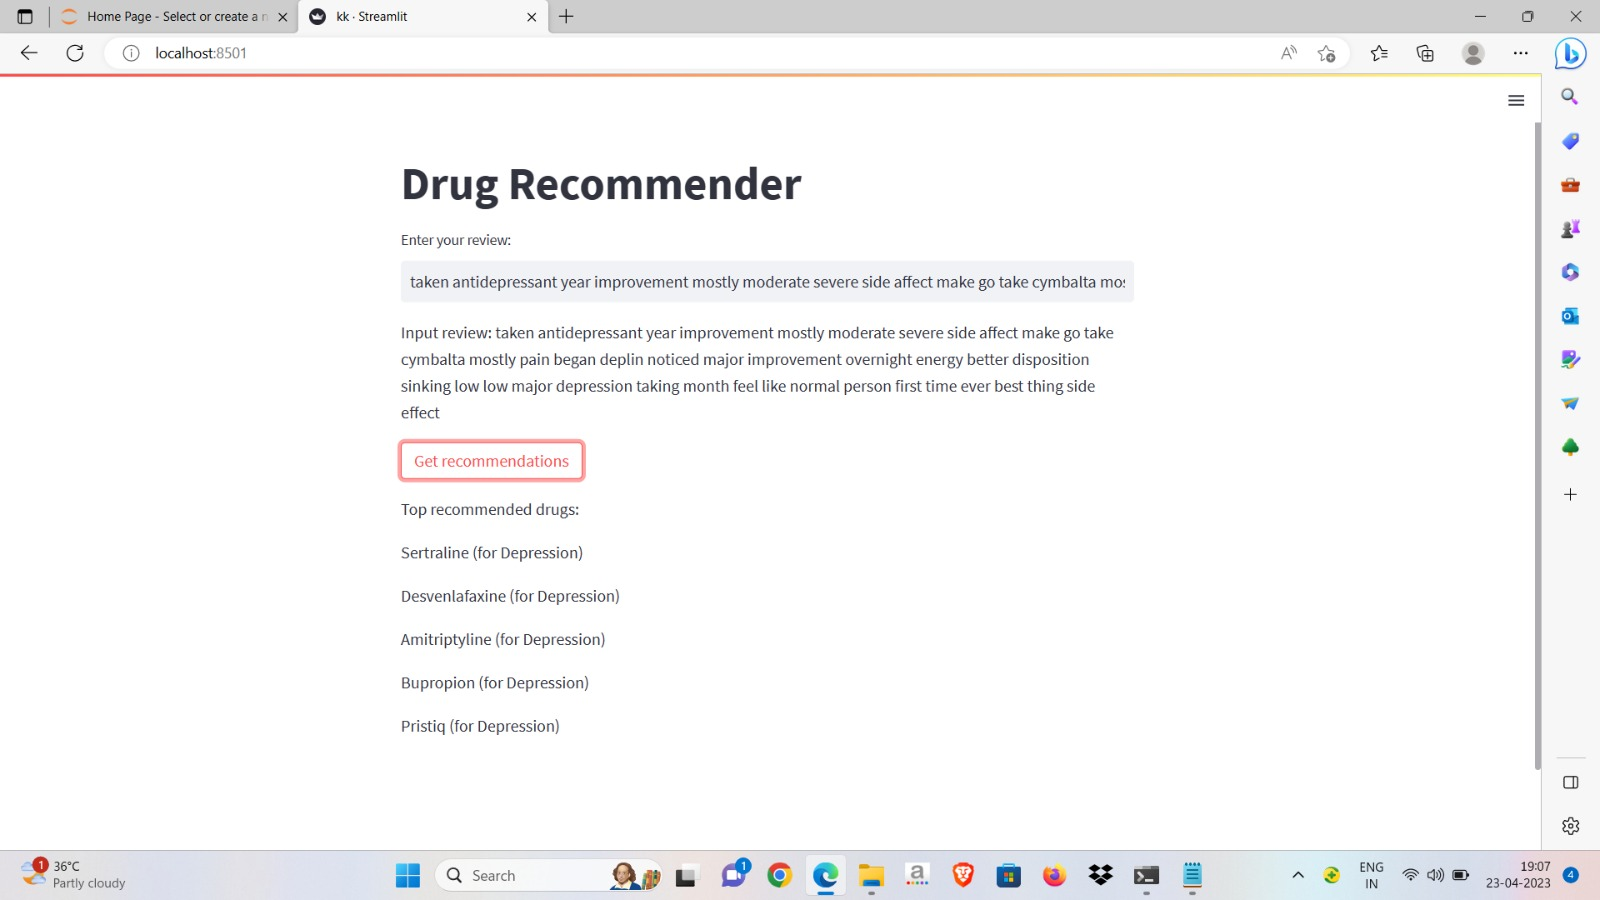 Home Page - Select or create a n
kk · Streamlit
localhost:8501
Drug Recommender
Enter your review:
taken antidepressant year improvement mostly moderate severe side affect make go take cymbalta mos
Input review: taken antidepressant year improvement mostly moderate severe side affect make go take
cymbalta mostly pain began deplin noticed major improvement overnight energy better disposition
sinking low low major depression taking month feel like normal person first time ever best thing side
effect
Get recommendations
Top recommended drugs:
Sertraline (for Depression)
Desvenlafaxine (for Depression)
Amitriptyline (for Depression)
Bupropion (for Depression)
Pristiq (for Depression)
1
36°C
Partly cloudy
Search
1
a
ENG
IN
19:07
23-04-2023
4